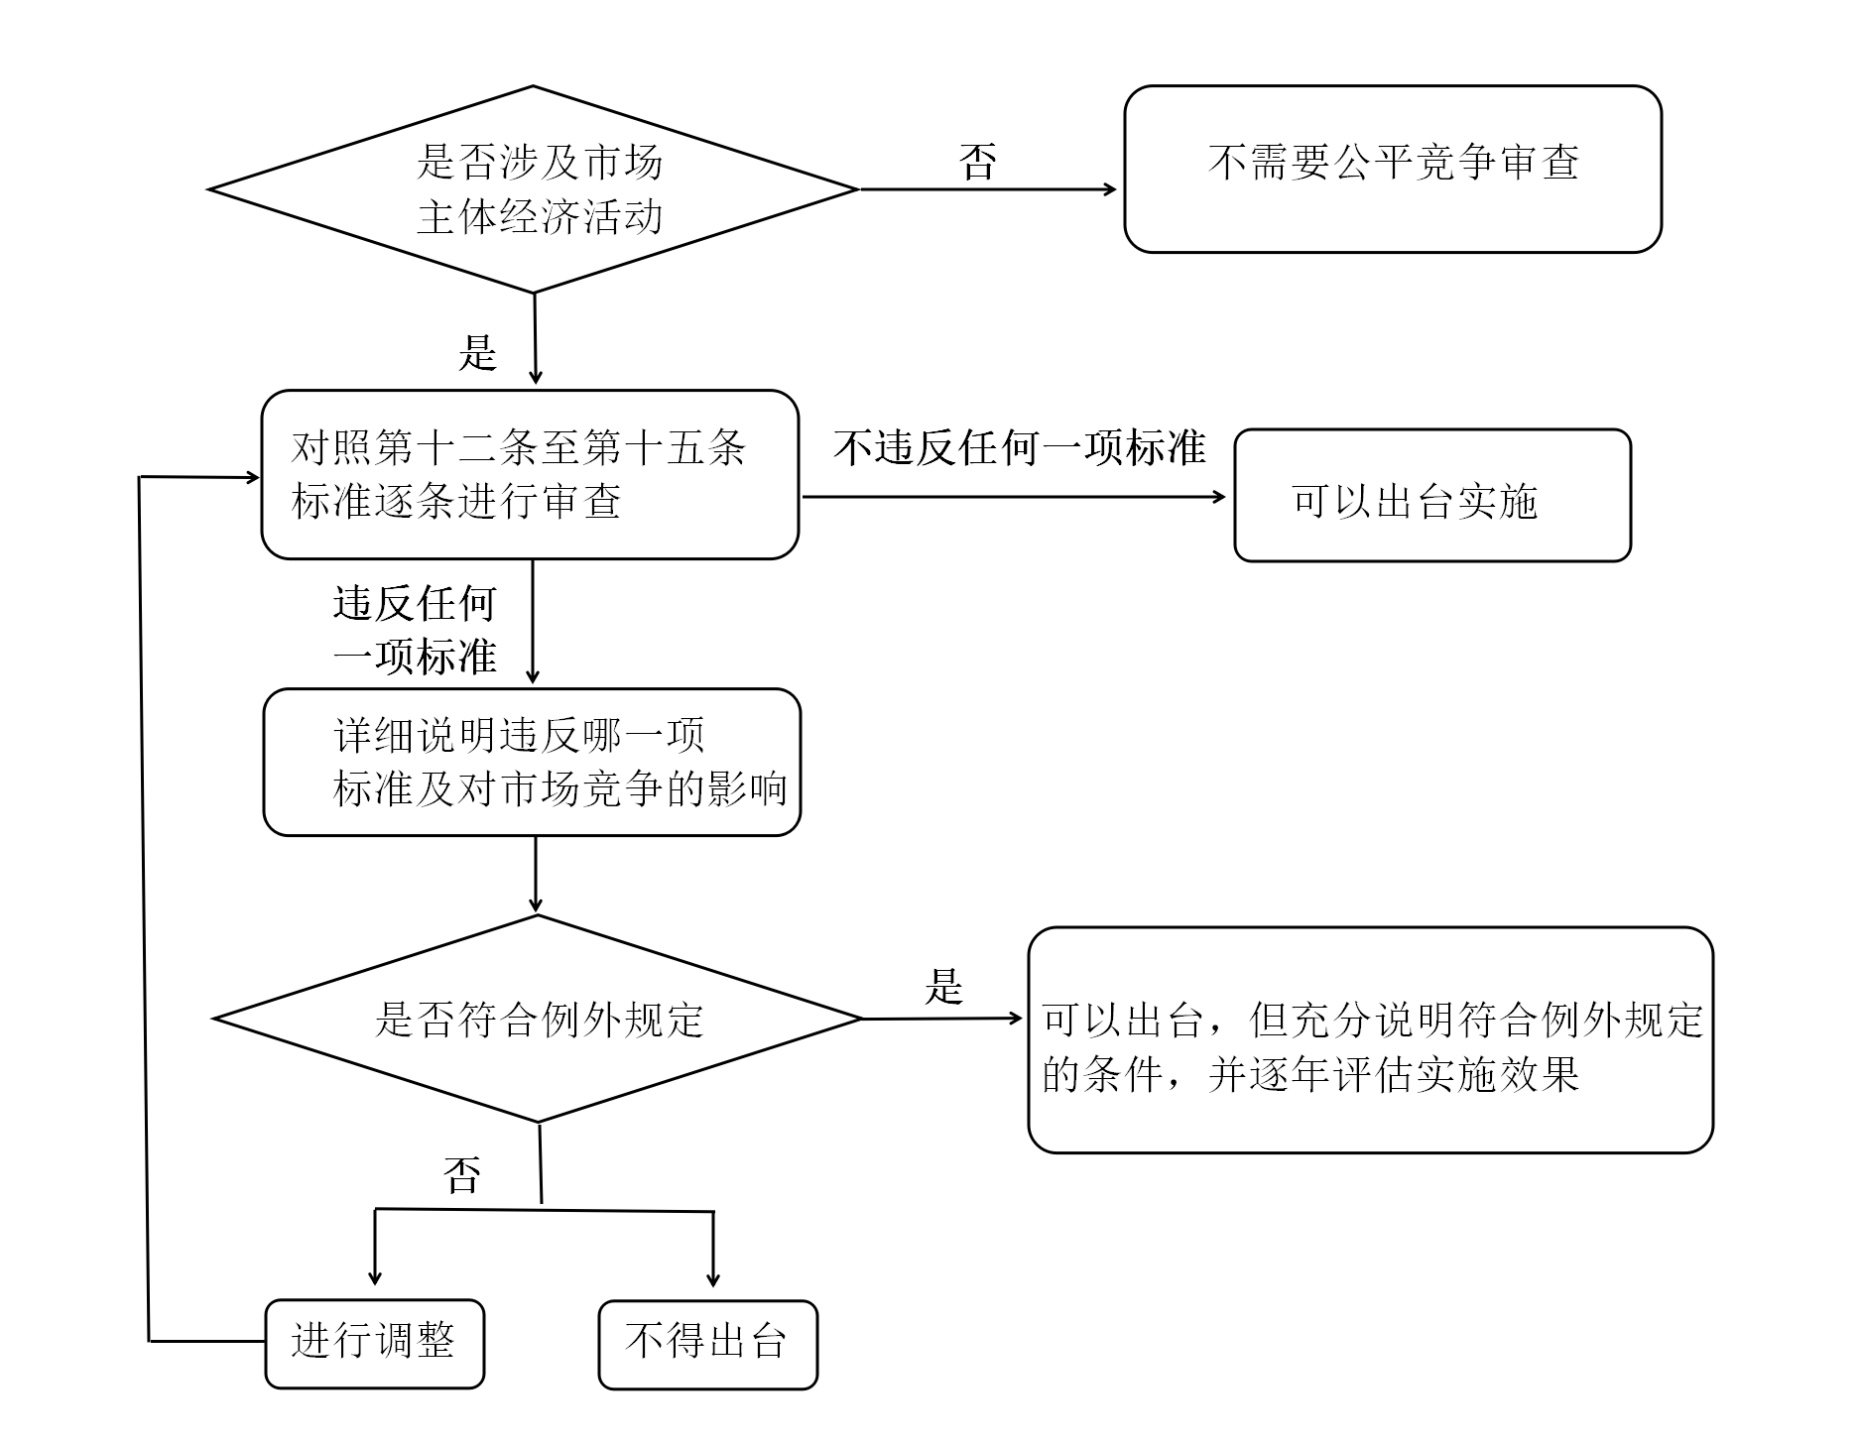 是否涉及市场
主体经济活动
否
不需要公平竞争审查
是
对照第十二条至第十五条
标准逐条进行审查
不违反任何一项标准
可以出台实施
违反任何
一项标准
详细说明违反哪一项
标准及对市场竞争的影响
是否符合例外规定
是
可以出台，但充分说明符合例外规定
的条件，并逐年评估实施效果
否
进行调整
不得出台